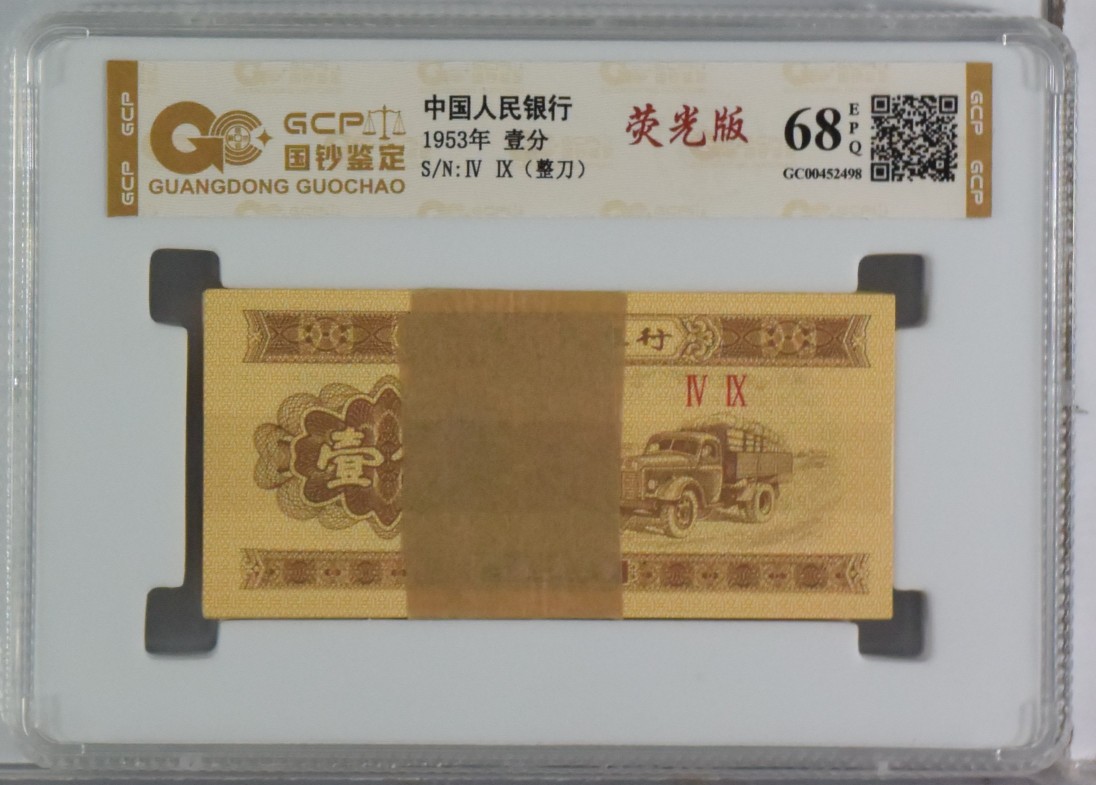 GCP GCP
GCP
国钞鉴定
GUANGDONG GUOCHAO
中国人民银行
1953年 壹分
S/N:Ⅳ Ⅸ（整刀）
荧光版
68
EPQ
GC00452498
GCP GCP
行
Ⅳ Ⅸ
壹